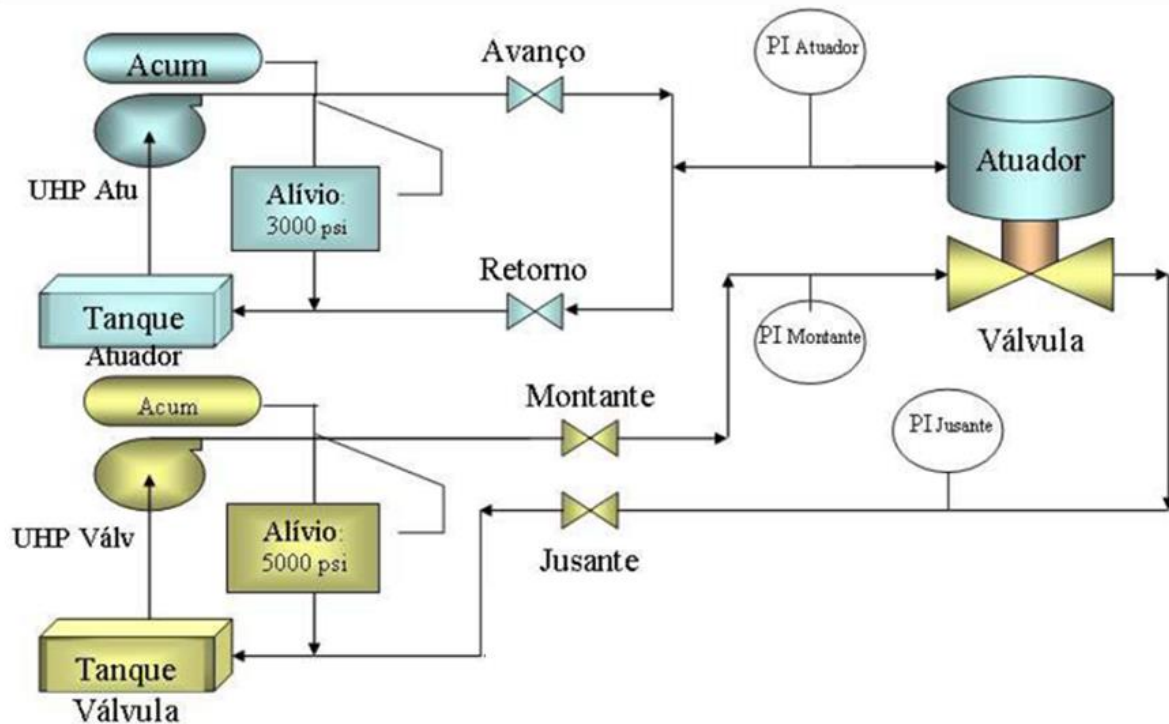 Acum
Avanço
PI Atuador
UHP Atu
Alívio:
3000 psi
Atuador
Retorno
Tanque
Atuador
PI Montante
Válvula
Acum
Montante
PI Jusante
UHP Válv
Alívio:
5000 psi
Jusante
Tanque
Válvula